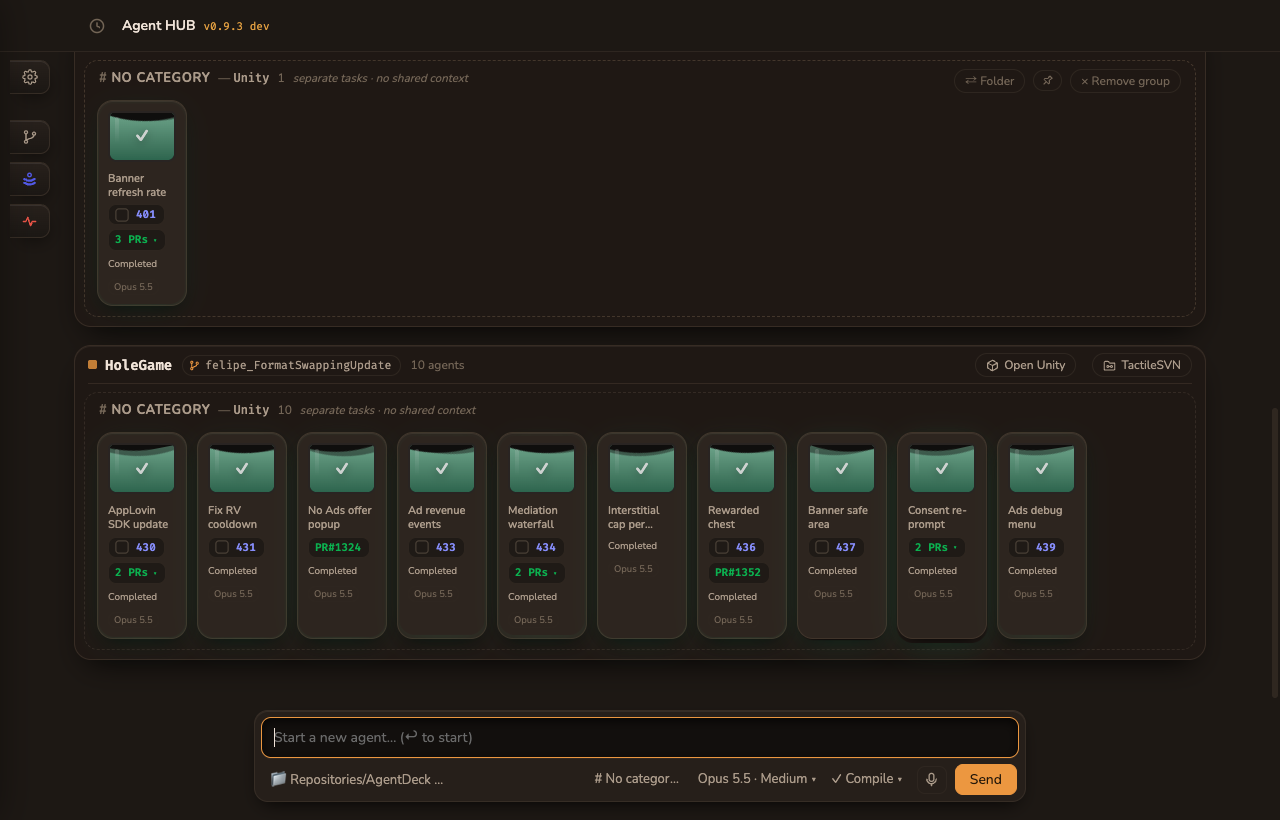 Agent HUB v0.9.3 dev
# NO CATEGORY — Unity 1 separate tasks · no shared context
⇄ Folder
× Remove group
Banner
refresh rate
401
3 PRs
Completed
Opus 5.5
HoleGame felipe_FormatSwappingUpdate 10 agents
Open Unity
TactileSVN
# NO CATEGORY — Unity 10 separate tasks · no shared context
AppLovin
SDK update
430
2 PRs
Completed
Opus 5.5
Fix RV
cooldown
431
Completed
Opus 5.5
No Ads offer
popup
PR#1324
Completed
Opus 5.5
Ad revenue
events
433
Completed
Opus 5.5
Mediation
waterfall
434
2 PRs
Completed
Opus 5.5
Interstitial
cap per...
Completed
Opus 5.5
Rewarded
chest
436
PR#1352
Completed
Opus 5.5
Banner safe
area
437
Completed
Opus 5.5
Consent re-
prompt
2 PRs
Completed
Opus 5.5
Ads debug
menu
439
Completed
Opus 5.5
Start a new agent... (↩ to start)
Repositories/AgentDeck ...
# No categor...
Opus 5.5 · Medium
✓ Compile
Send